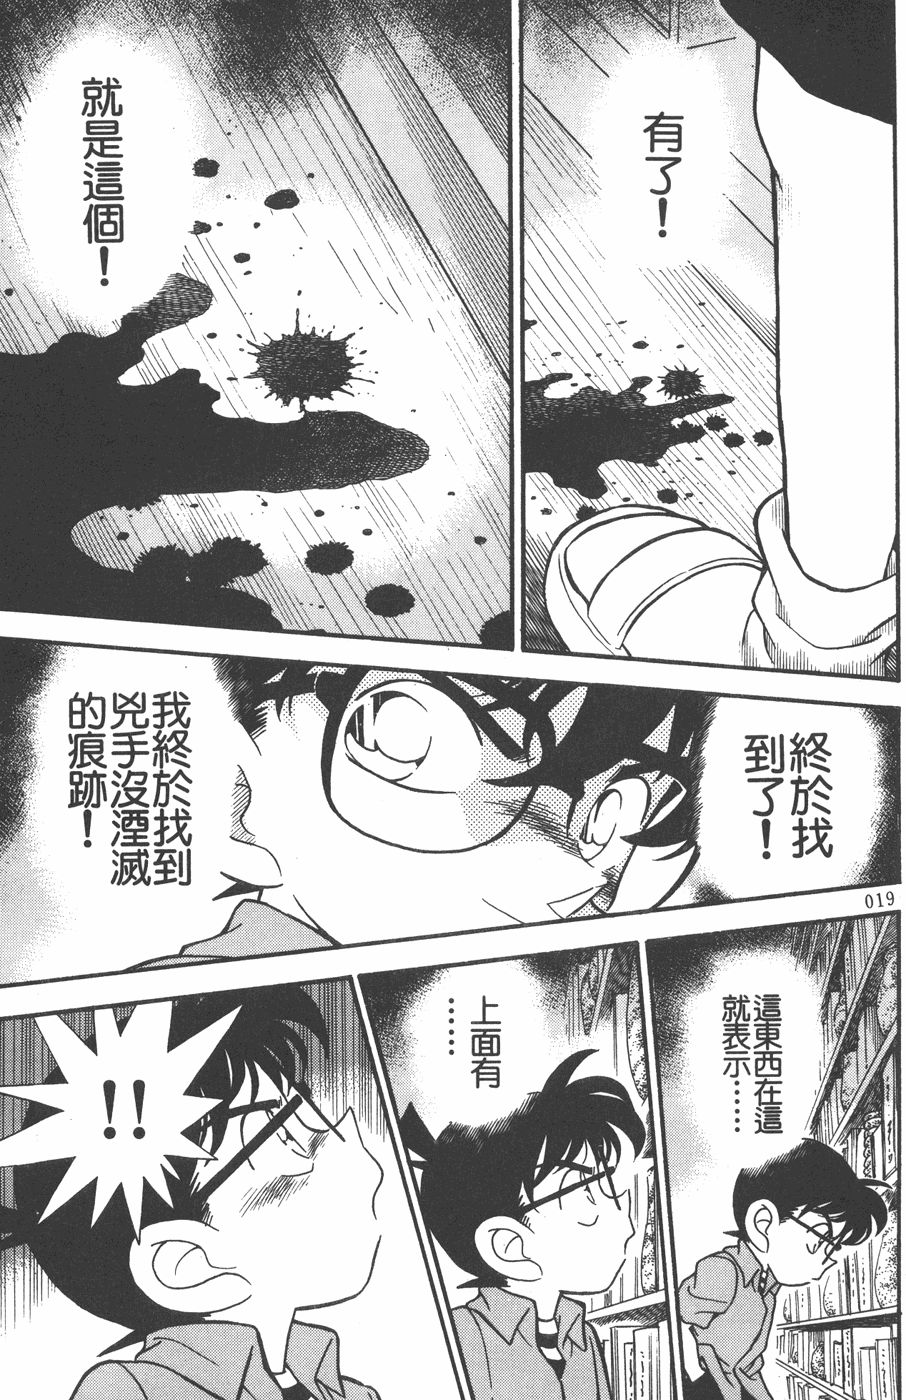 有了！
就是這個！
終於找
到了！
我終於找到
兇手沒湮滅
的痕跡！
019
這東西在這
就表示……
上面有
……
!!